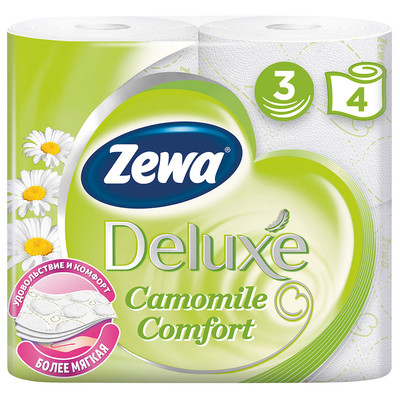 3
4
Zewa
Deluxe
Camomile
Comfort
УДОВОЛЬСТВИЕ И КОМФОРТ
БОЛЕЕ МЯГКАЯ